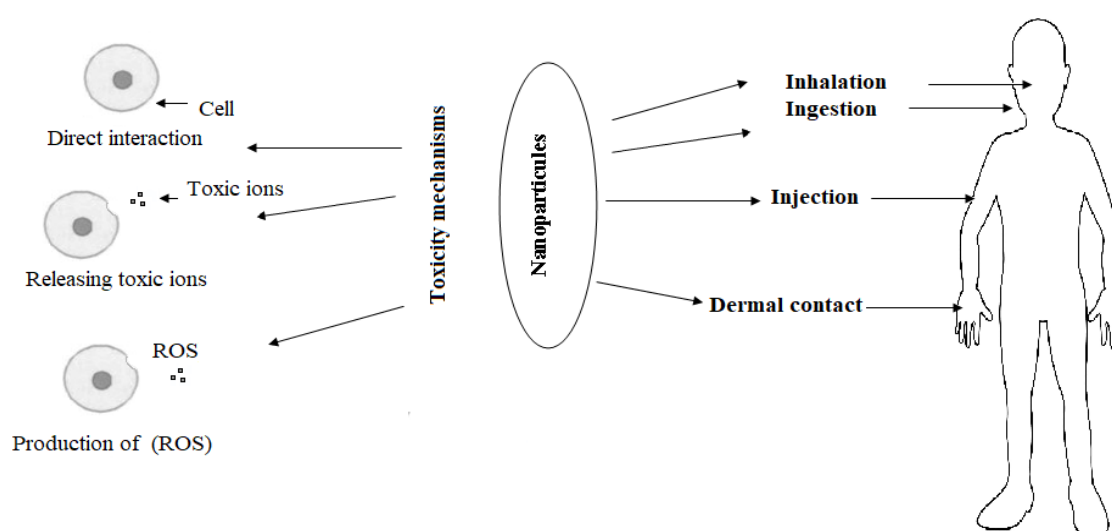 Cell
Direct interaction
Toxic ions
Releasing toxic ions
ROS
Production of (ROS)
Toxicity mechanisms
Nanoparticules
Inhalation
Ingestion
Injection
Dermal contact